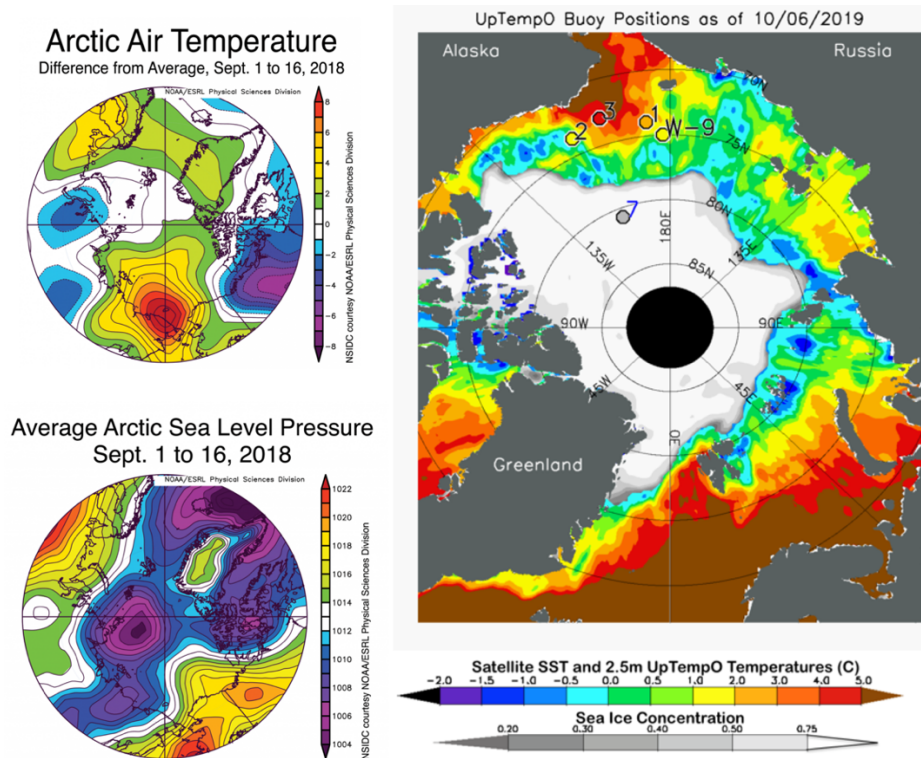 Arctic Air Temperature
Difference from Average, Sept. 1 to 16, 2018
NOAA/ESRL Physical Sciences Division
8
6
4
2
0
-2
-4
-6
-8
NSIDC courtesy NOAA/ESRL Physical Sciences Division
Average Arctic Sea Level Pressure
Sept. 1 to 16, 2018
NOAA/ESRL Physical Sciences Division
1022
1020
1018
1016
1014
1012
1010
1008
1006
1004
NSIDC courtesy NOAA/ESRL Physical Sciences Division
UpTempO Buoy Positions as of 10/06/2019
Alaska
Russia
70N
3
1
2
W-9
75N
7
80N
180E
135W
135E
85N
90W
90E
45W
45E
0E
Greenland
Satellite SST and 2.5m UpTempO Temperatures (C)
-2.0 -1.5 -1.0 -0.5 0.0 0.5 1.0 2.0 3.0 4.0 5.0
Sea Ice Concentration
0.20 0.30 0.40 0.50 0.75